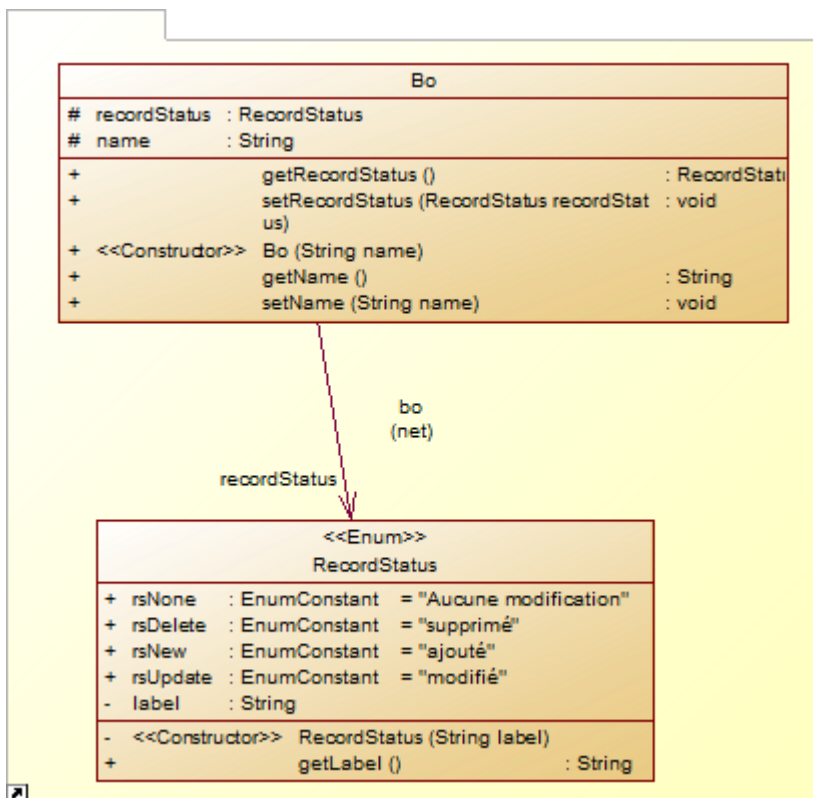 Bo
# recordStatus : RecordStatus
# name : String
+ getRecordStatus () : RecordStatu
+ setRecordStatus (RecordStatus recordStat : void
us)
+ <<Constructor>> Bo (String name)
+ getName () : String
+ setName (String name) : void
bo
(net)
recordStatus
<<Enum>>
RecordStatus
+ rsNone : EnumConstant = "Aucune modification"
+ rsDelete : EnumConstant = "supprimé"
+ rsNew : EnumConstant = "ajouté"
+ rsUpdate : EnumConstant = "modifié"
- label : String
- <<Constructor>> RecordStatus (String label)
+ getLabel () : String